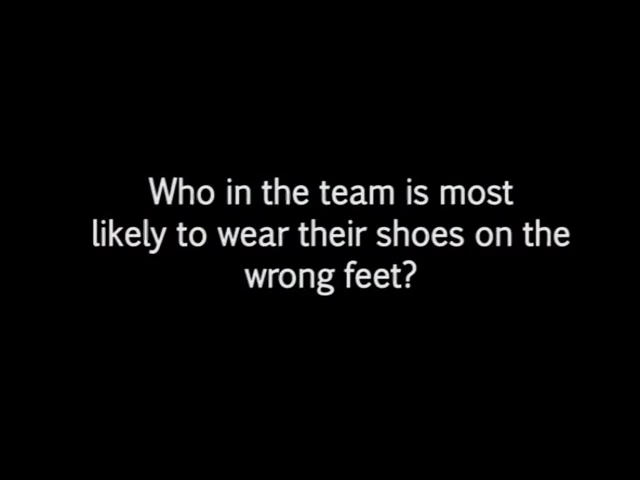 Who in the team is most
likely to wear their shoes on the
wrong feet?